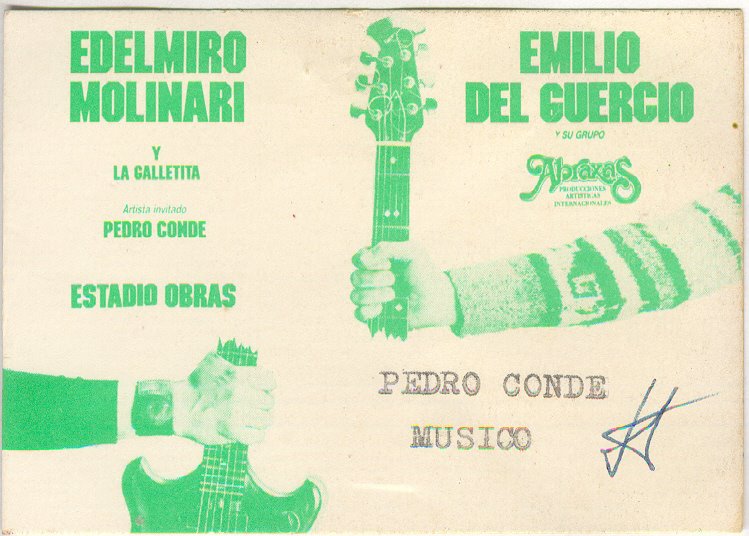 EDELMIRO
MOLINARI
Y
LA GALLETITA
Artista invitado
PEDRO CONDE
ESTADIO OBRAS
EMILIO
DEL GUERCIO
Y SU GRUPO
Abraxas
PRODUCCIONES
ARTISTICAS
INTERNACIONALES
PEDRO CONDE
MUSICO